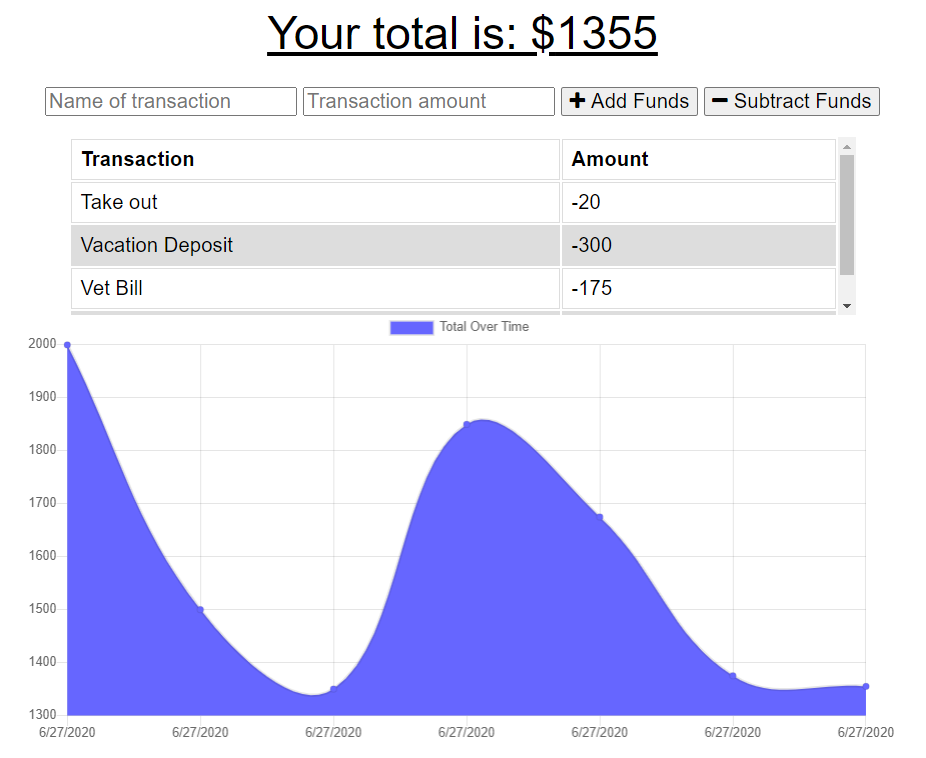 Your total is: $1355
Name of transaction Transaction amount + Add Funds − Subtract Funds
Transaction Amount
Take out -20
Vacation Deposit -300
Vet Bill -175
Total Over Time
2000
1900
1800
1700
1600
1500
1400
1300
6/27/2020 6/27/2020 6/27/2020 6/27/2020 6/27/2020 6/27/2020 6/27/2020